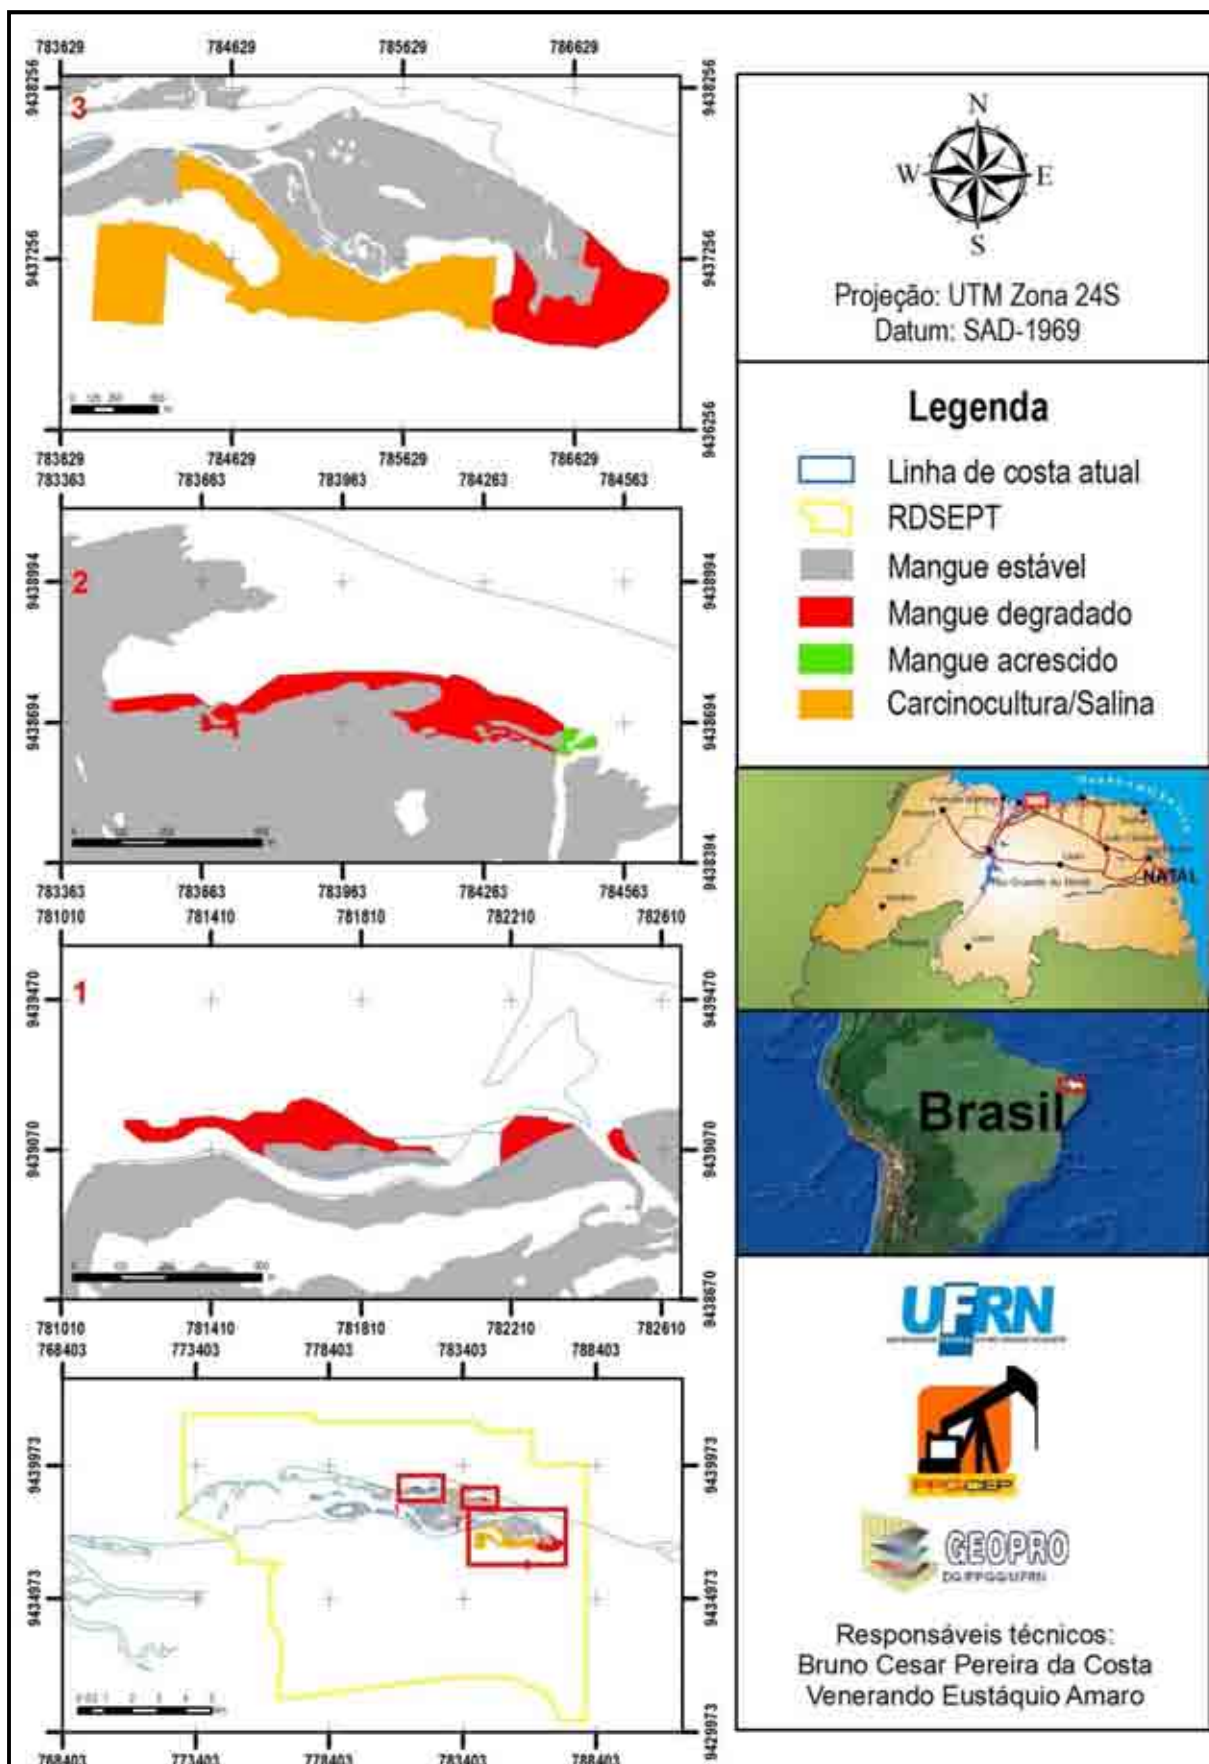 783629 784629 785629 786629
9438256 9438256
3
9437256 9437256
9436256
783629 784629 785629 786629
783363 783663 783963 784263 784563
2
9438994 9438994
9438694 9438694
9438394
783363 783663 783963 784263 784563
781010 781410 781810 782210 782610
1
9439470 9439470
9439070 9439070
9438670
781010 781410 781810 782210 782610
768403 773403 778403 783403 788403
9439973 9439973
9434973 9434973
9429973
768403 773403 778403 783403 788403
N
W E
S
Projeção: UTM Zona 24S
Datum: SAD-1969
Legenda
Linha de costa atual
RDSEPT
Mangue estável
Mangue degradado
Mangue acrescido
Carcinocultura/Salina
NATAL
Brasil
UFRN
PPGCEP
GEOPRO
DG/PPGG/UFRN
Responsáveis técnicos:
Bruno Cesar Pereira da Costa
Venerando Eustáquio Amaro